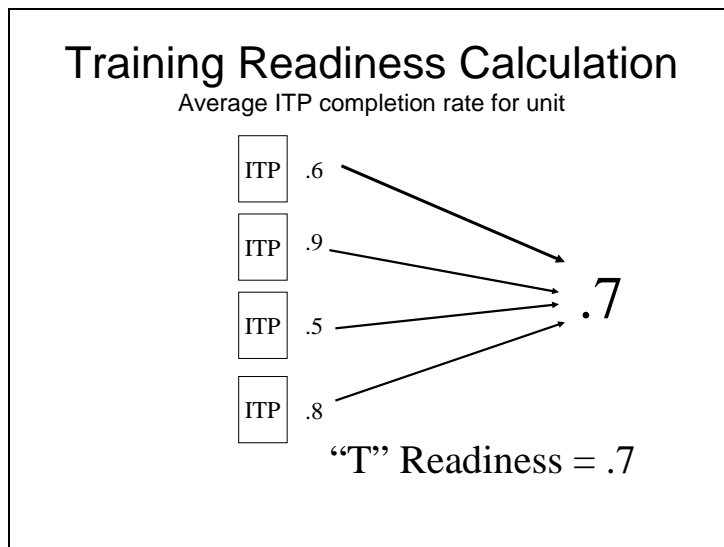 Training Readiness Calculation
Average ITP completion rate for unit
ITP .6
ITP .9
ITP .5
ITP .8
.7
“T” Readiness = .7